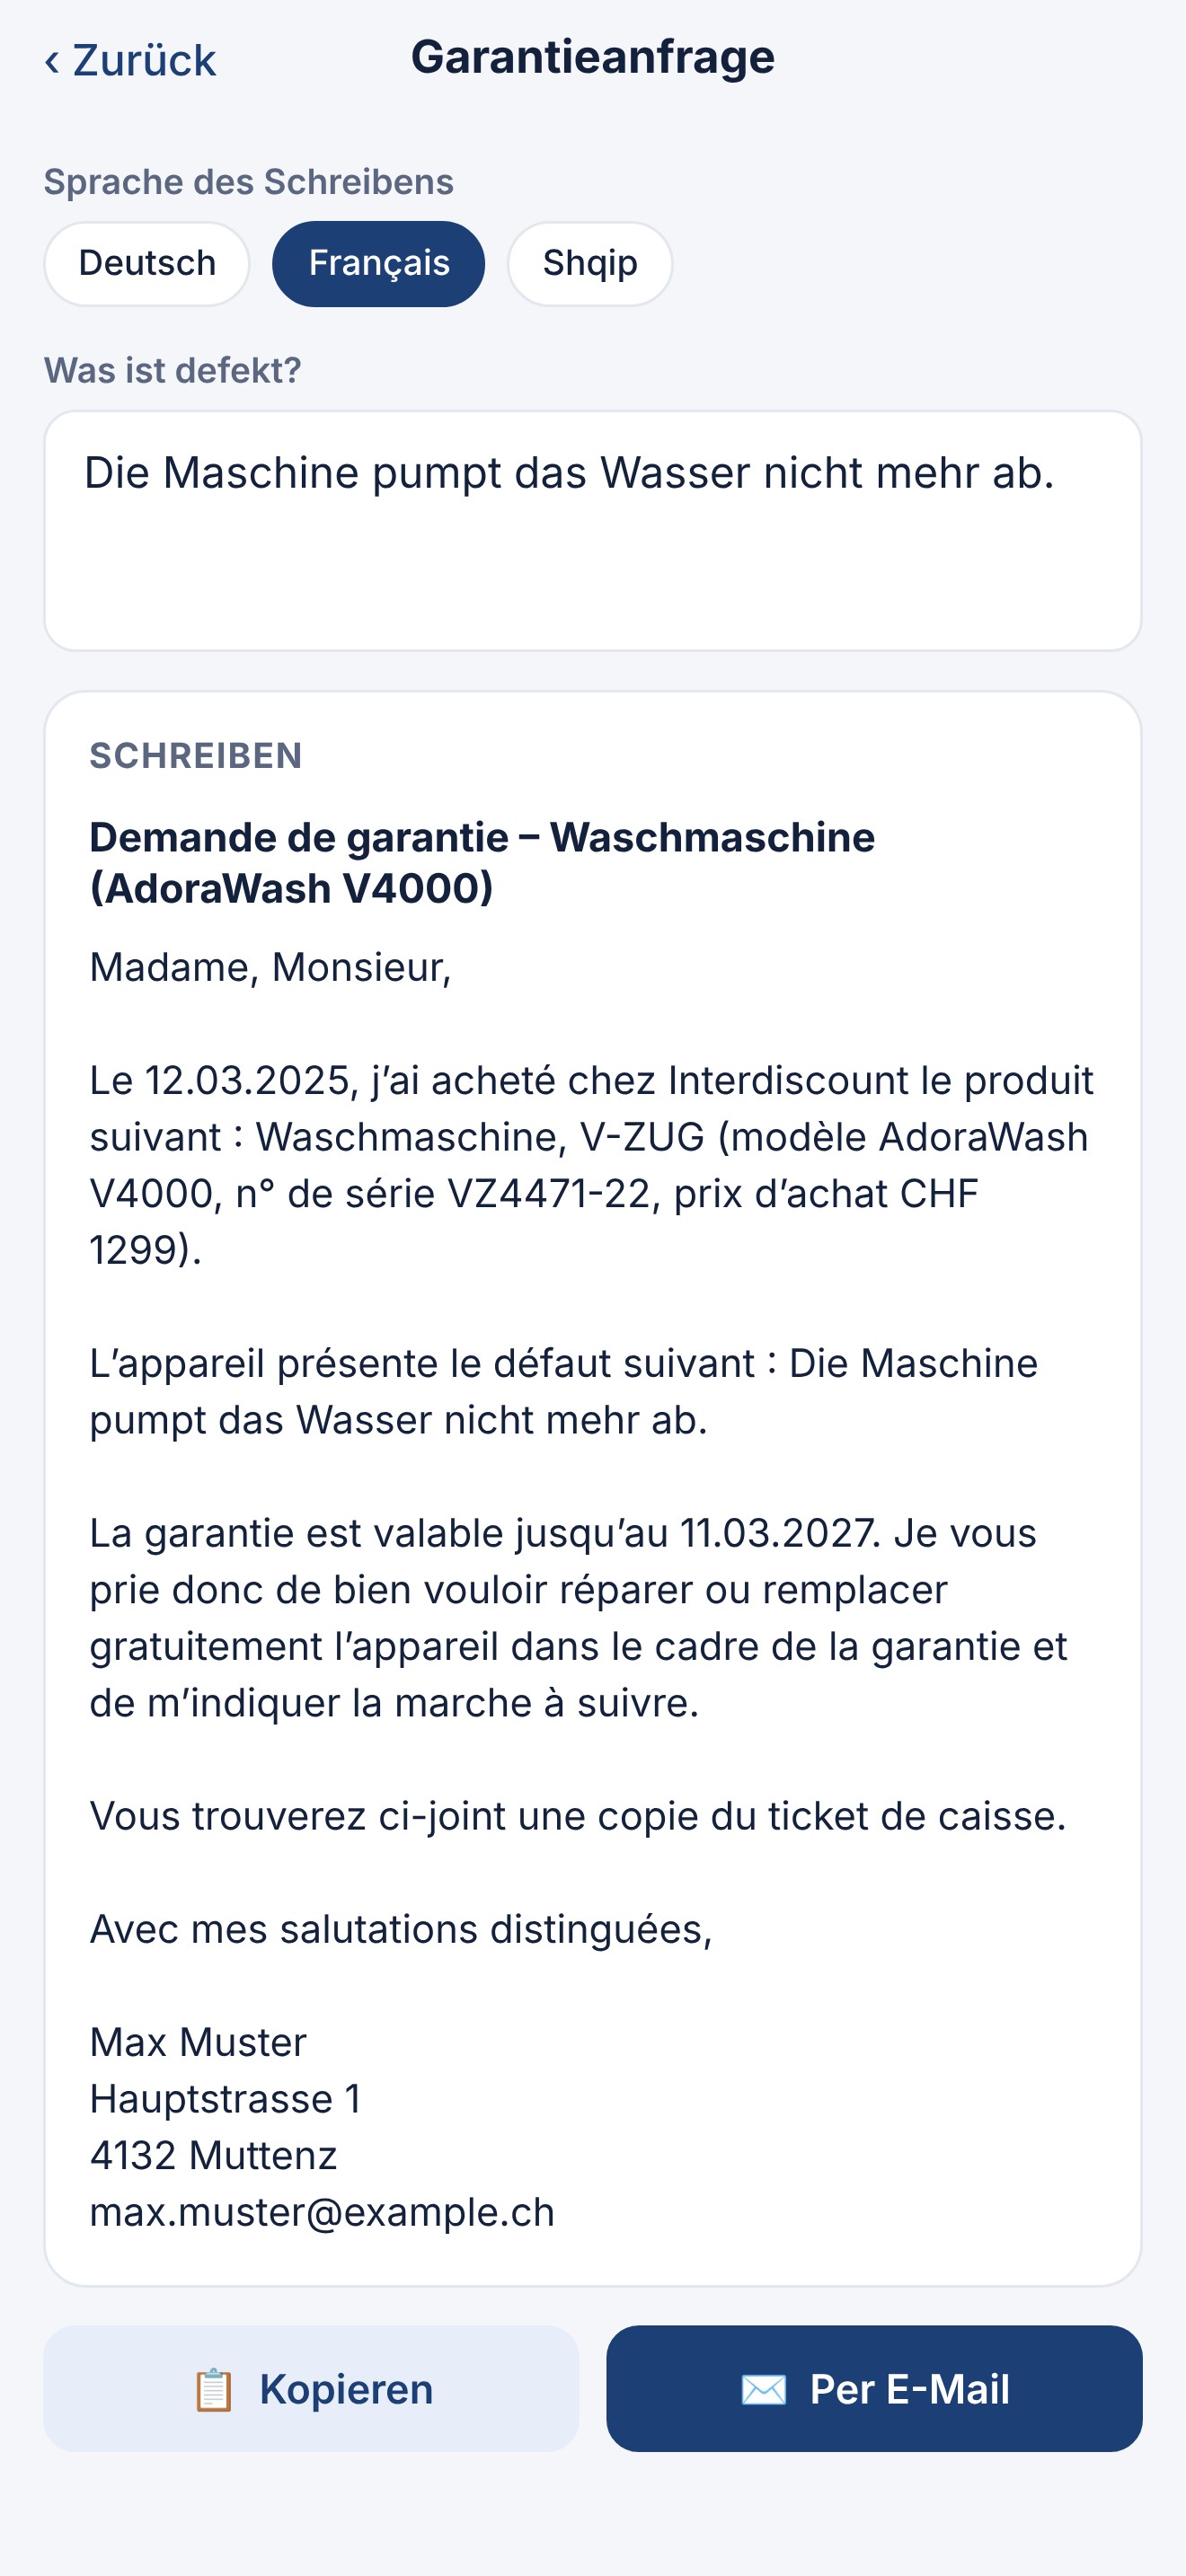 ‹ Zurück
Garantieanfrage
Sprache des Schreibens
Deutsch
Français
Shqip
Was ist defekt?
Die Maschine pumpt das Wasser nicht mehr ab.
SCHREIBEN
Demande de garantie – Waschmaschine
(AdoraWash V4000)
Madame, Monsieur,
Le 12.03.2025, j’ai acheté chez Interdiscount le produit
suivant : Waschmaschine, V-ZUG (modèle AdoraWash
V4000, n° de série VZ4471-22, prix d’achat CHF
1299).
L’appareil présente le défaut suivant : Die Maschine
pumpt das Wasser nicht mehr ab.
La garantie est valable jusqu’au 11.03.2027. Je vous
prie donc de bien vouloir réparer ou remplacer
gratuitement l’appareil dans le cadre de la garantie et
de m’indiquer la marche à suivre.
Vous trouverez ci-joint une copie du ticket de caisse.
Avec mes salutations distinguées,
Max Muster
Hauptstrasse 1
4132 Muttenz
max.muster@example.ch
Kopieren
Per E-Mail